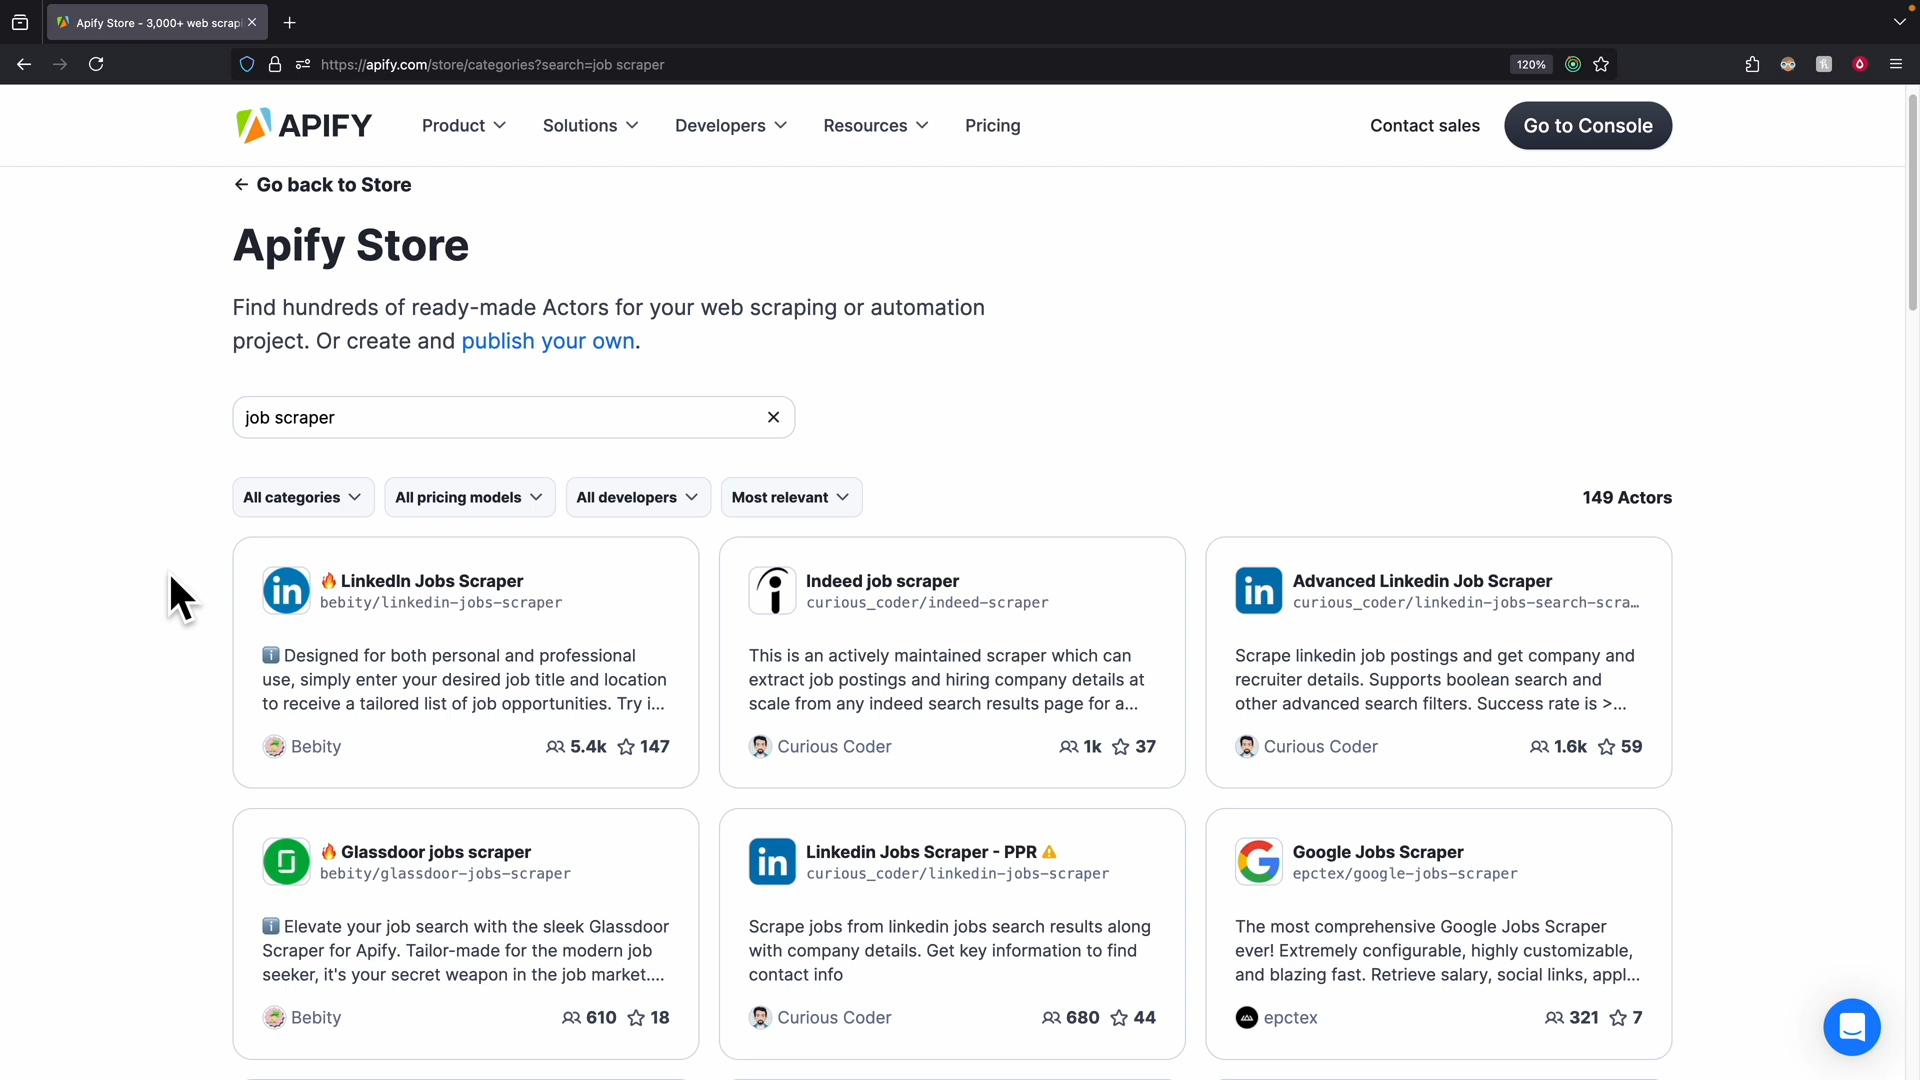 Apify Store - 3,000+ web scrapi
https://apify.com/store/categories?search=job scraper
120%
APIFY
Product
Solutions
Developers
Resources
Pricing
Contact sales
Go to Console
← Go back to Store
Apify Store
Find hundreds of ready-made Actors for your web scraping or automation
project. Or create and publish your own.
job scraper
All categories
All pricing models
All developers
Most relevant
149 Actors
🔥 LinkedIn Jobs Scraper
bebity/linkedin-jobs-scraper
ℹ️ Designed for both personal and professional
use, simply enter your desired job title and location
to receive a tailored list of job opportunities. Try i...
Bebity
5.4k
147
Indeed job scraper
curious_coder/indeed-scraper
This is an actively maintained scraper which can
extract job postings and hiring company details at
scale from any indeed search results page for a...
Curious Coder
1k
37
in
Advanced Linkedin Job Scraper
curious_coder/linkedin-jobs-search-scra...
Scrape linkedin job postings and get company and
recruiter details. Supports boolean search and
other advanced search filters. Success rate is >...
Curious Coder
1.6k
59
🔥 Glassdoor jobs scraper
bebity/glassdoor-jobs-scraper
ℹ️ Elevate your job search with the sleek Glassdoor
Scraper for Apify. Tailor-made for the modern job
seeker, it's your secret weapon in the job market....
Bebity
610
18
in
Linkedin Jobs Scraper - PPR ⚠️
curious_coder/linkedin-jobs-scraper
Scrape jobs from linkedin jobs search results along
with company details. Get key information to find
contact info
Curious Coder
680
44
Google Jobs Scraper
epctex/google-jobs-scraper
The most comprehensive Google Jobs Scraper
ever! Extremely configurable, highly customizable,
and blazing fast. Retrieve salary, social links, appl...
epctex
321
7